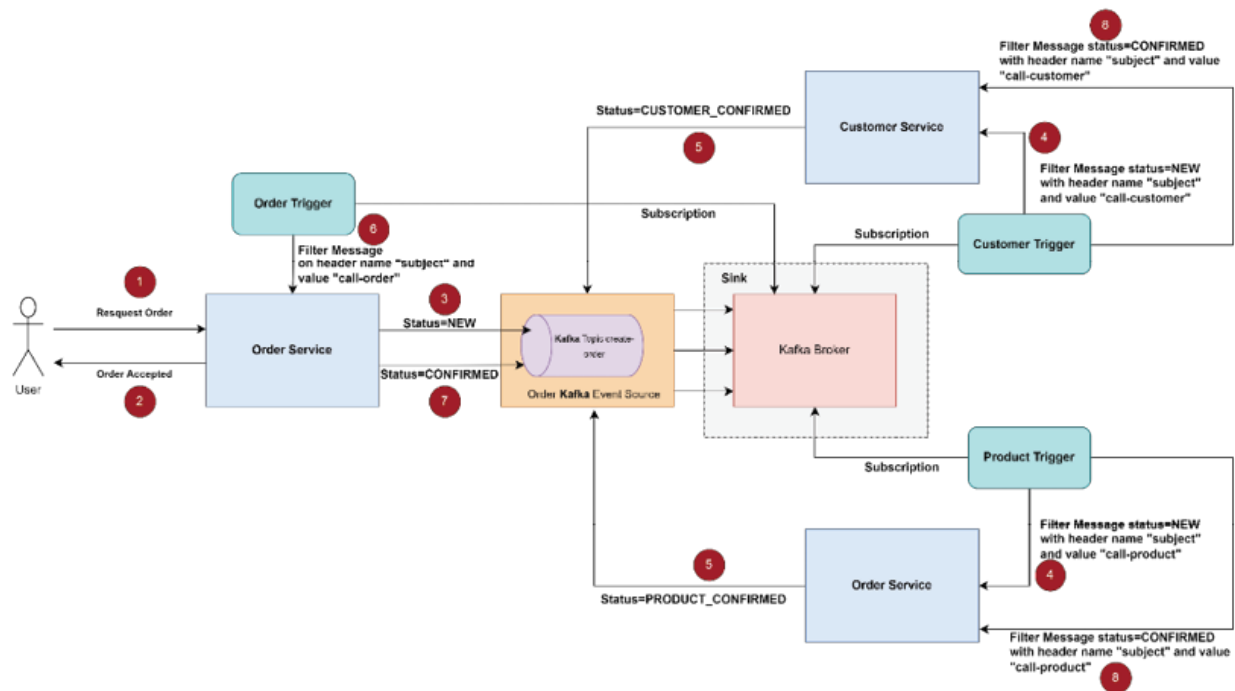 8
Filter Message status=CONFIRMED
with header name "subject" and value
"call-customer"
Status=CUSTOMER_CONFIRMED
5
Customer Service
4
Filter Message status=NEW
with header name "subject"
and value "call-customer"
Order Trigger
Subscription
6
Filter Message
on header name "subject" and
value "call-order"
Subscription
Customer Trigger
Sink
1
Resquest Order
3
Status=NEW
Order Service
Kafka Topic create-
order
Kafka Broker
User
Order Accepted
2
Status=CONFIRMED
7
Order Kafka Event Source
Product Trigger
Subscription
Filter Message status=NEW
with header name "subject"
and value "call-product"
4
5
Status=PRODUCT_CONFIRMED
Order Service
Filter Message status=CONFIRMED
with header name "subject" and value
"call-product"
8